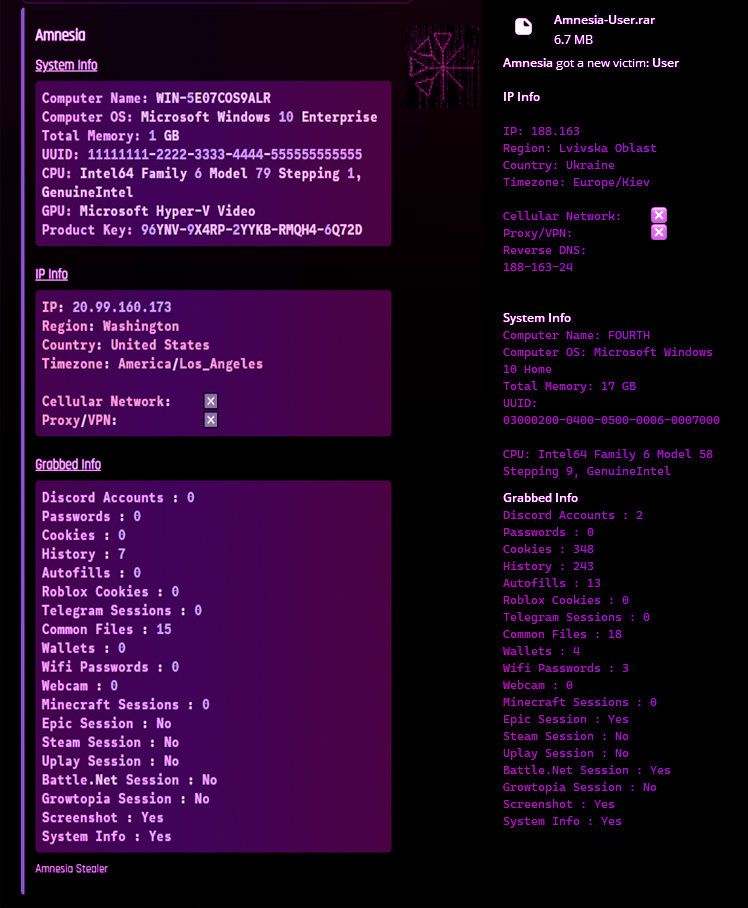 Amnesia
System Info
Computer Name: WIN-5E07COS9ALR
Computer OS: Microsoft Windows 10 Enterprise
Total Memory: 1 GB
UUID: 11111111-2222-3333-4444-555555555555
CPU: Intel64 Family 6 Model 79 Stepping 1,
GenuineIntel
GPU: Microsoft Hyper-V Video
Product Key: 96YNV-9X4RP-2YYKB-RMQH4-6Q72D
IP Info
IP: 20.99.160.173
Region: Washington
Country: United States
Timezone: America/Los_Angeles
Cellular Network:
Proxy/VPN:
Grabbed Info
Discord Accounts : 0
Passwords : 0
Cookies : 0
History : 7
Autofills : 0
Roblox Cookies : 0
Telegram Sessions : 0
Common Files : 15
Wallets : 0
Wifi Passwords : 0
Webcam : 0
Minecraft Sessions : 0
Epic Session : No
Steam Session : No
Uplay Session : No
Battle.Net Session : No
Growtopia Session : No
Screenshot : Yes
System Info : Yes
Amnesia Stealer
Amnesia-User.rar
6.7 MB
Amnesia got a new victim: User
IP Info
IP: 188.163
Region: Lvivska Oblast
Country: Ukraine
Timezone: Europe/Kiev
Cellular Network:
Proxy/VPN:
Reverse DNS:
188-163-24
System Info
Computer Name: FOURTH
Computer OS: Microsoft Windows
10 Home
Total Memory: 17 GB
UUID:
03000200-0400-0500-0006-0007000
CPU: Intel64 Family 6 Model 58
Stepping 9, GenuineIntel
Grabbed Info
Discord Accounts : 2
Passwords : 0
Cookies : 348
History : 243
Autofills : 13
Roblox Cookies : 0
Telegram Sessions : 0
Common Files : 18
Wallets : 4
Wifi Passwords : 3
Webcam : 0
Minecraft Sessions : 0
Epic Session : Yes
Steam Session : No
Uplay Session : No
Battle.Net Session : Yes
Growtopia Session : No
Screenshot : Yes
System Info : Yes